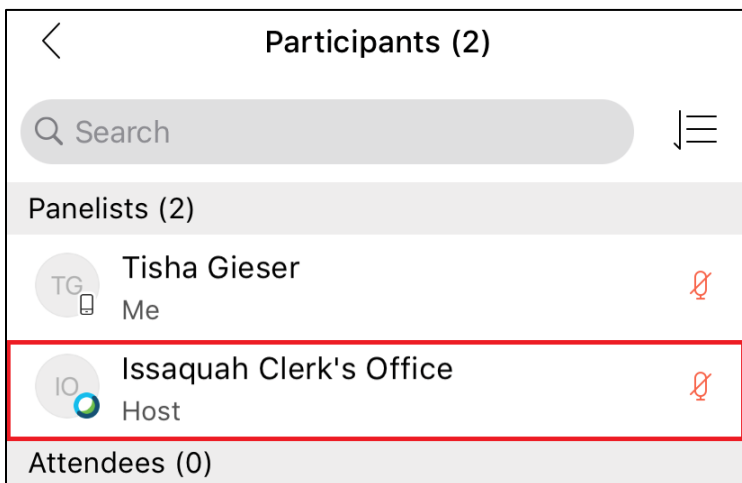 Participants (2)
Search
Panelists (2)
TG
Tisha Gieser
Me
IO
Issaquah Clerk's Office
Host
Attendees (0)